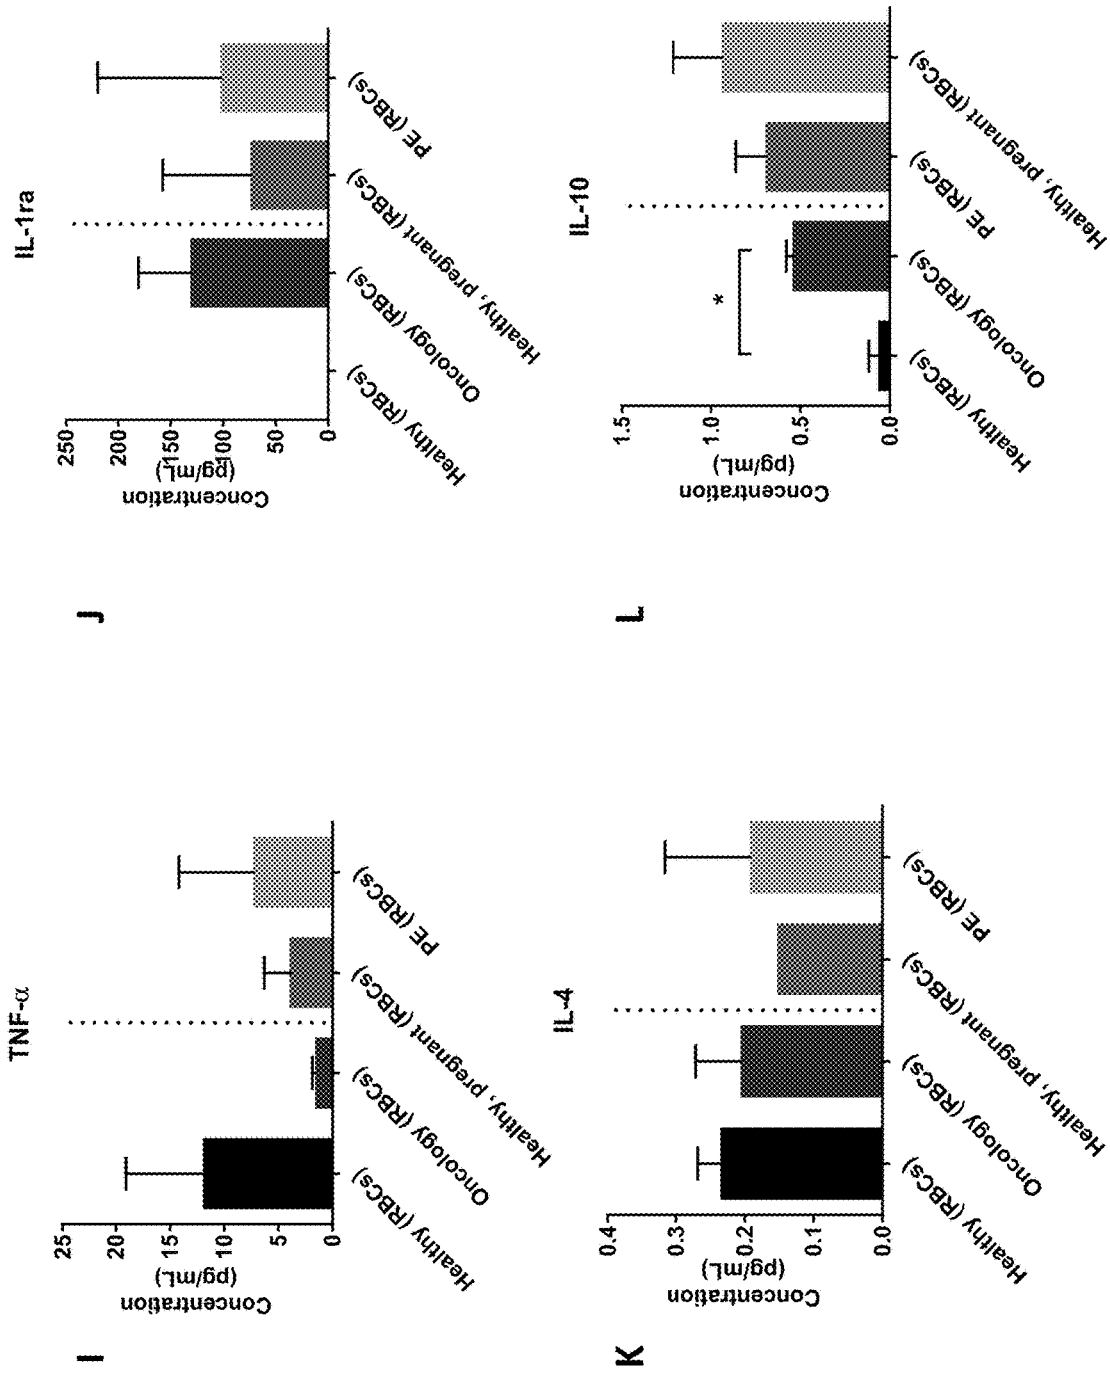 I
TNF-α
Concentration
(pg/mL)
25
20
15
10
5
0
Healthy (RBCs)
Oncology (RBCs)
Healthy, pregnant (RBCs)
PE (RBCs)
J
IL-1ra
Concentration
(pg/mL)
250
200
150
100
50
0
Healthy (RBCs)
Oncology (RBCs)
Healthy, pregnant (RBCs)
PE (RBCs)
K
IL-4
Concentration
(pg/mL)
0.4
0.3
0.2
0.1
0.0
Healthy (RBCs)
Oncology (RBCs)
Healthy, pregnant (RBCs)
PE (RBCs)
L
IL-10
Concentration
(pg/mL)
1.5
1.0
0.5
0.0
*
Healthy (RBCs)
Oncology (RBCs)
PE (RBCs)
Healthy, pregnant (RBCs)